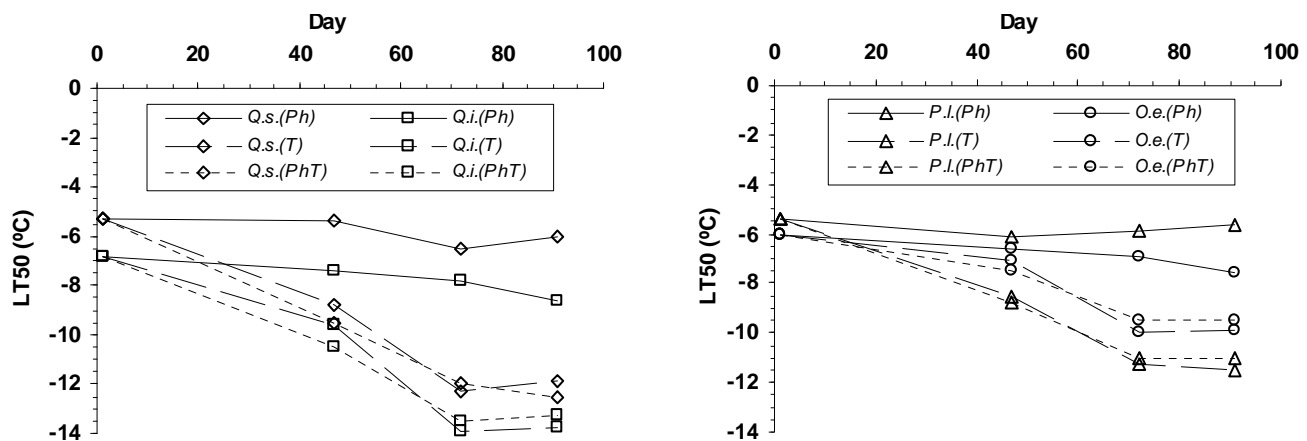 Day
0 20 40 60 80 100
0
-2
-4
-6
-8
-10
-12
-14
LT50 (ºC)
Q.s.(Ph) Q.i.(Ph)
Q.s.(T) Q.i.(T)
Q.s.(PhT) Q.i.(PhT)
Day
0 20 40 60 80 100
0
-2
-4
-6
-8
-10
-12
-14
LT50 (ºC)
P.l.(Ph) O.e.(Ph)
P.l.(T) O.e.(T)
P.l.(PhT) O.e.(PhT)